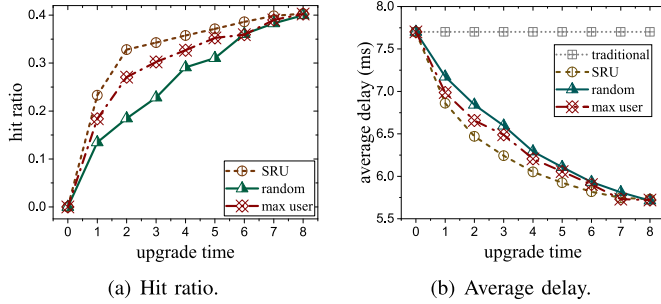 0.4
0.3
0.2
0.1
0.0
hit ratio
SRU
random
max user
0 1 2 3 4 5 6 7 8
upgrade time
(a) Hit ratio.
8.0
7.5
7.0
6.5
6.0
5.5
average delay (ms)
traditional
SRU
random
max user
0 1 2 3 4 5 6 7 8
upgrade time
(b) Average delay.